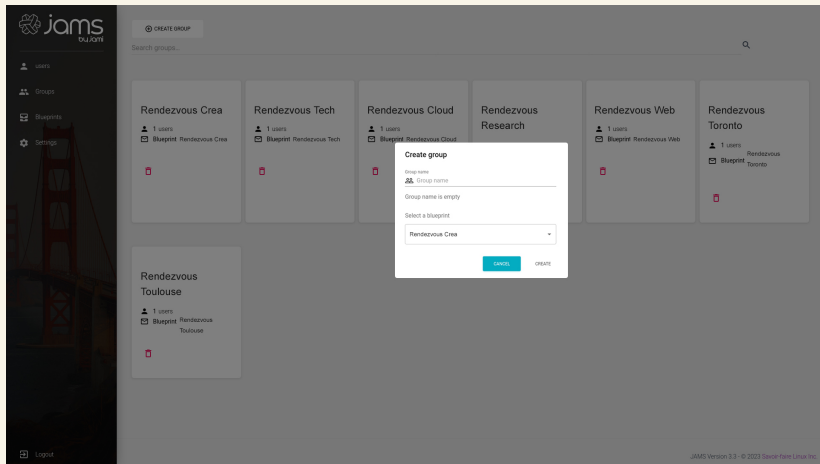 jams
by Jami
users
Groups
Blueprints
Settings
Logout
CREATE GROUP
Search groups...
Rendezvous Crea
1 users
Blueprint Rendezvous Crea
Rendezvous Tech
1 users
Blueprint Rendezvous Tech
Rendezvous Cloud
1 users
Blueprint Rendezvous Cloud
Rendezvous
Research
Rendezvous Web
1 users
Blueprint Rendezvous Web
Rendezvous
Toronto
1 users
Blueprint Rendezvous
Toronto
Rendezvous
Toulouse
1 users
Blueprint Rendezvous
Toulouse
Create group
Group name
Group name
Group name is empty
Select a blueprint
Rendezvous Crea
CANCEL
CREATE
JAMS Version 3.3 - © 2023 Savoir-faire Linux Inc.